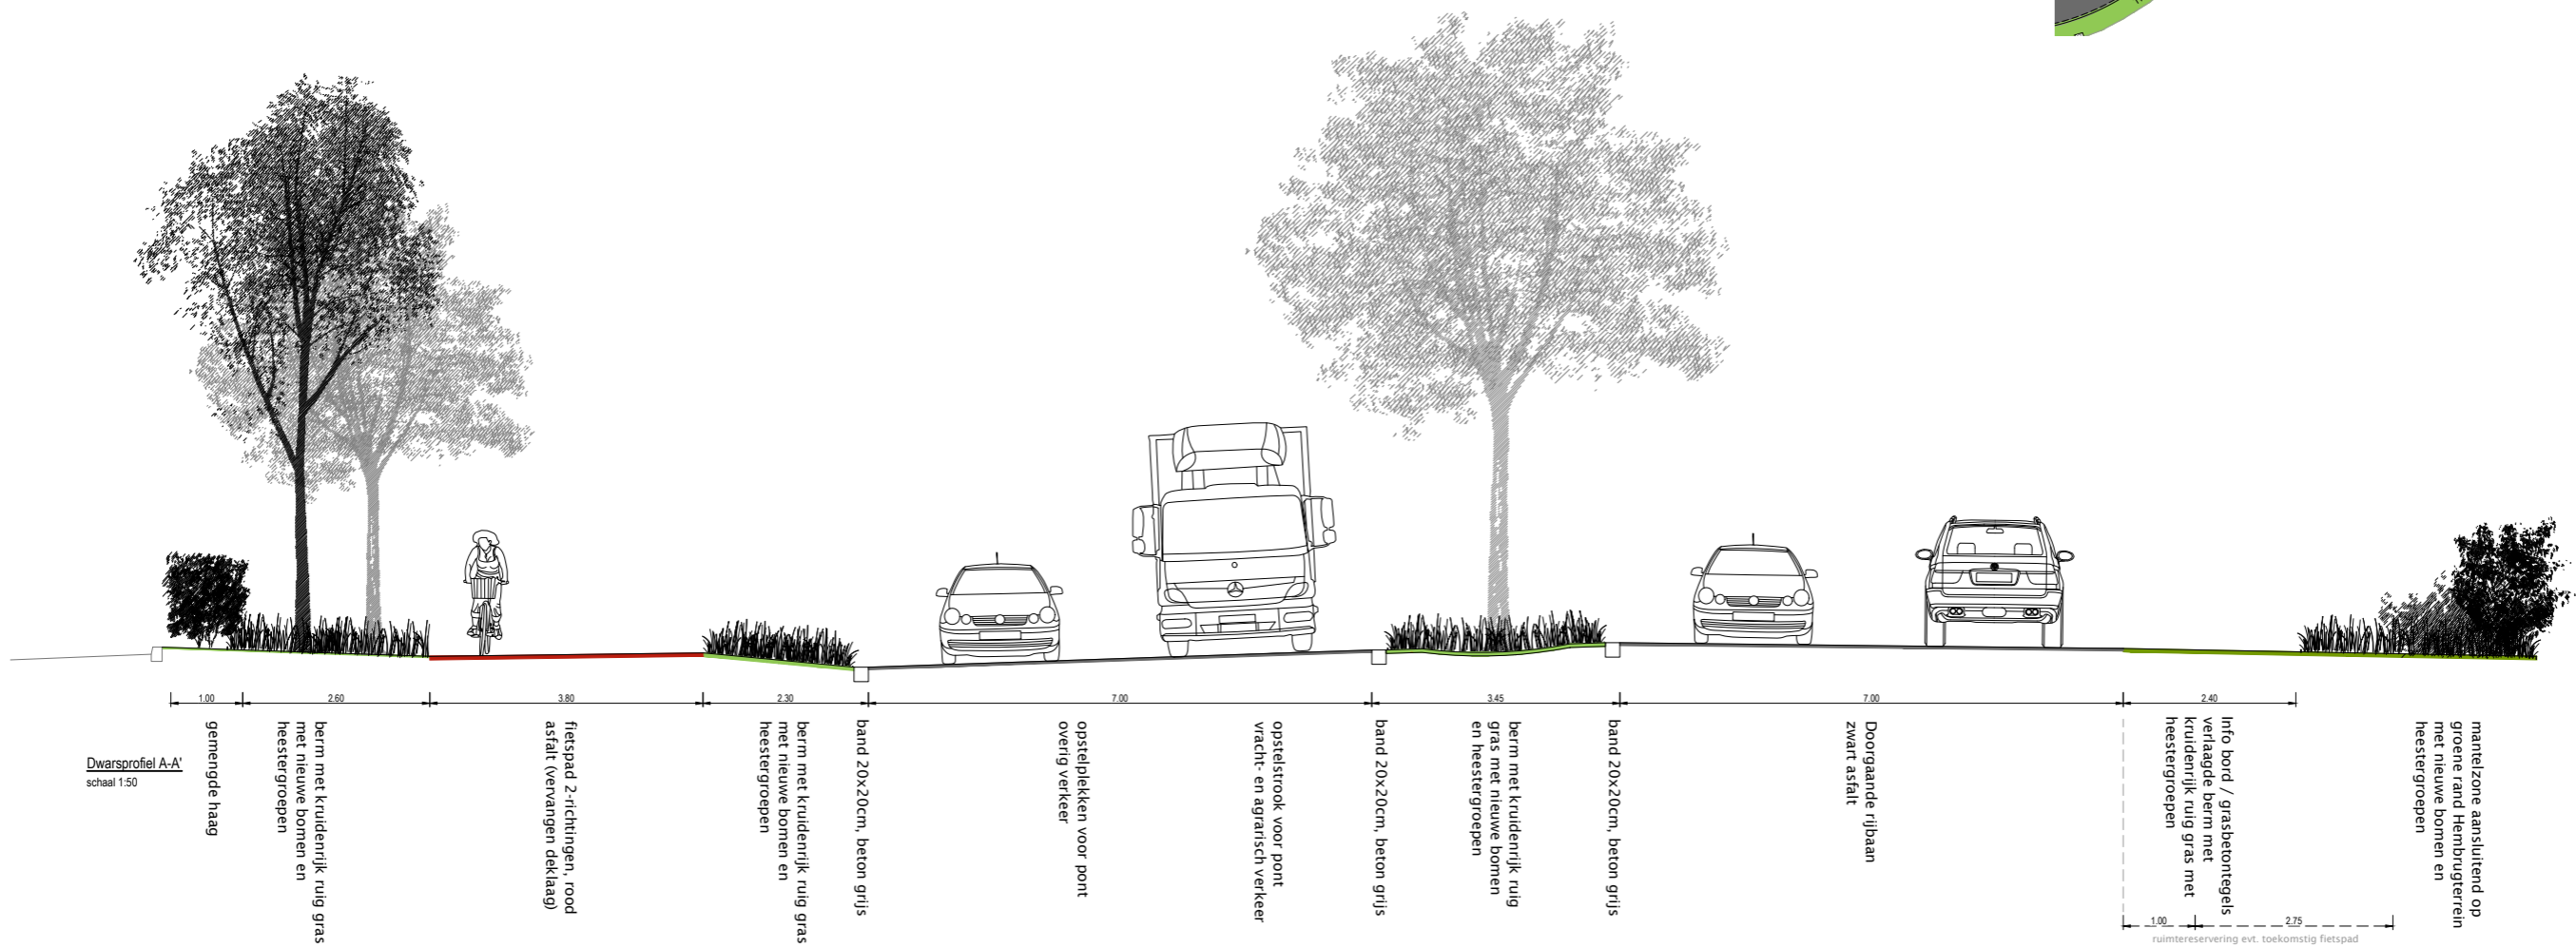 1.00
2.60
3.80
2.30
7.00
3.45
7.00
2.40
Dwarsprofiel A-A'
schaal 1:50
gemengde haag
berm met kruidenrijk ruig gras
met nieuwe bomen en
heestergroepen
fietspad 2-richtingen, rood
asfalt (vervangen deklaag)
berm met kruidenrijk ruig gras
met nieuwe bomen en
heestergroepen
band 20x20cm, beton grijs
opstelplekken voor pont
overig verkeer
opstelstrook voor pont
vracht- en agrarisch verkeer
band 20x20cm, beton grijs
berm met kruidenrijk ruig
gras met nieuwe bomen
en heestergroepen
band 20x20cm, beton grijs
Doorgaande rijbaan
zwart asfalt
Info bord / grasbetontegels
verlaagde berm met
kruidenrijk ruig gras met
heestergroepen
mantelzone aansluitend op
groene rand Hembrugterrein
met nieuwe bomen en
heestergroepen
1.00
2.75
ruimtereservering evt. toekomstig fietspad